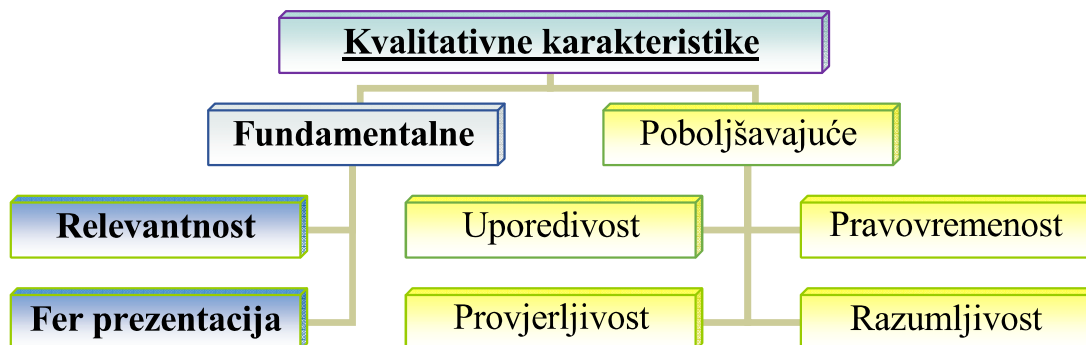 Kvalitativne karakteristike
Fundamentalne
Poboljšavajuće
Relevantnost
Uporedivost
Pravovremenost
Fer prezentacija
Provjerljivost
Razumljivost